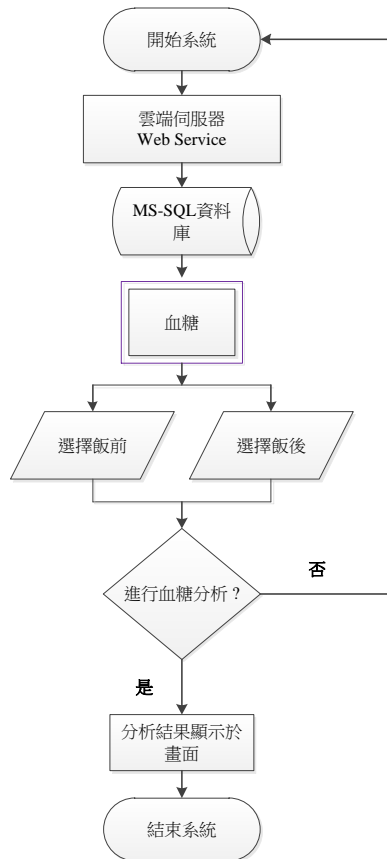 開始系統
雲端伺服器
Web Service
MS-SQL資料
庫
血糖
選擇飯前
選擇飯後
進行血糖分析？
否
是
分析結果顯示於
畫面
結束系統